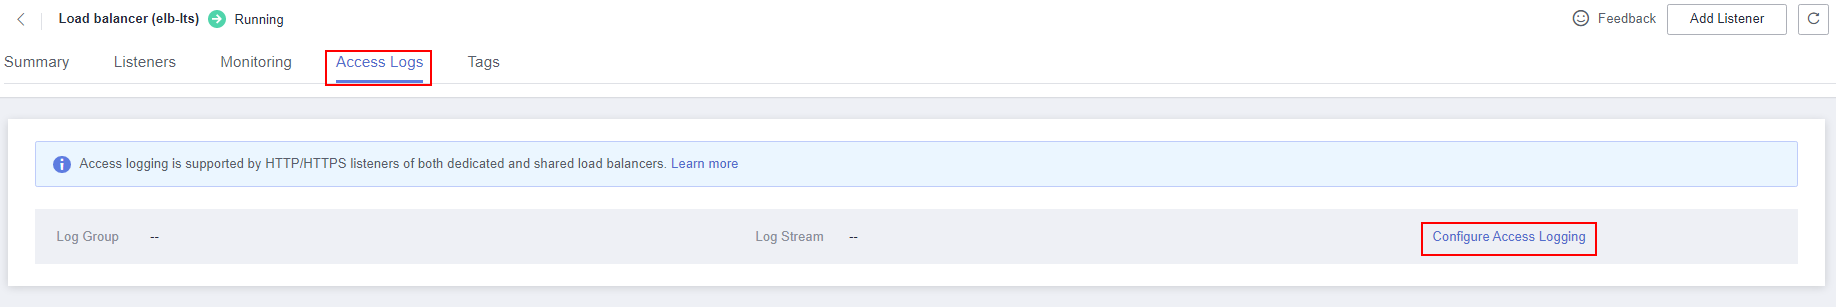 Load balancer (elb-lts) Running Feedback Add Listener
Summary Listeners Monitoring Access Logs Tags
Access logging is supported by HTTP/HTTPS listeners of both dedicated and shared load balancers. Learn more
Log Group -- Log Stream -- Configure Access Logging